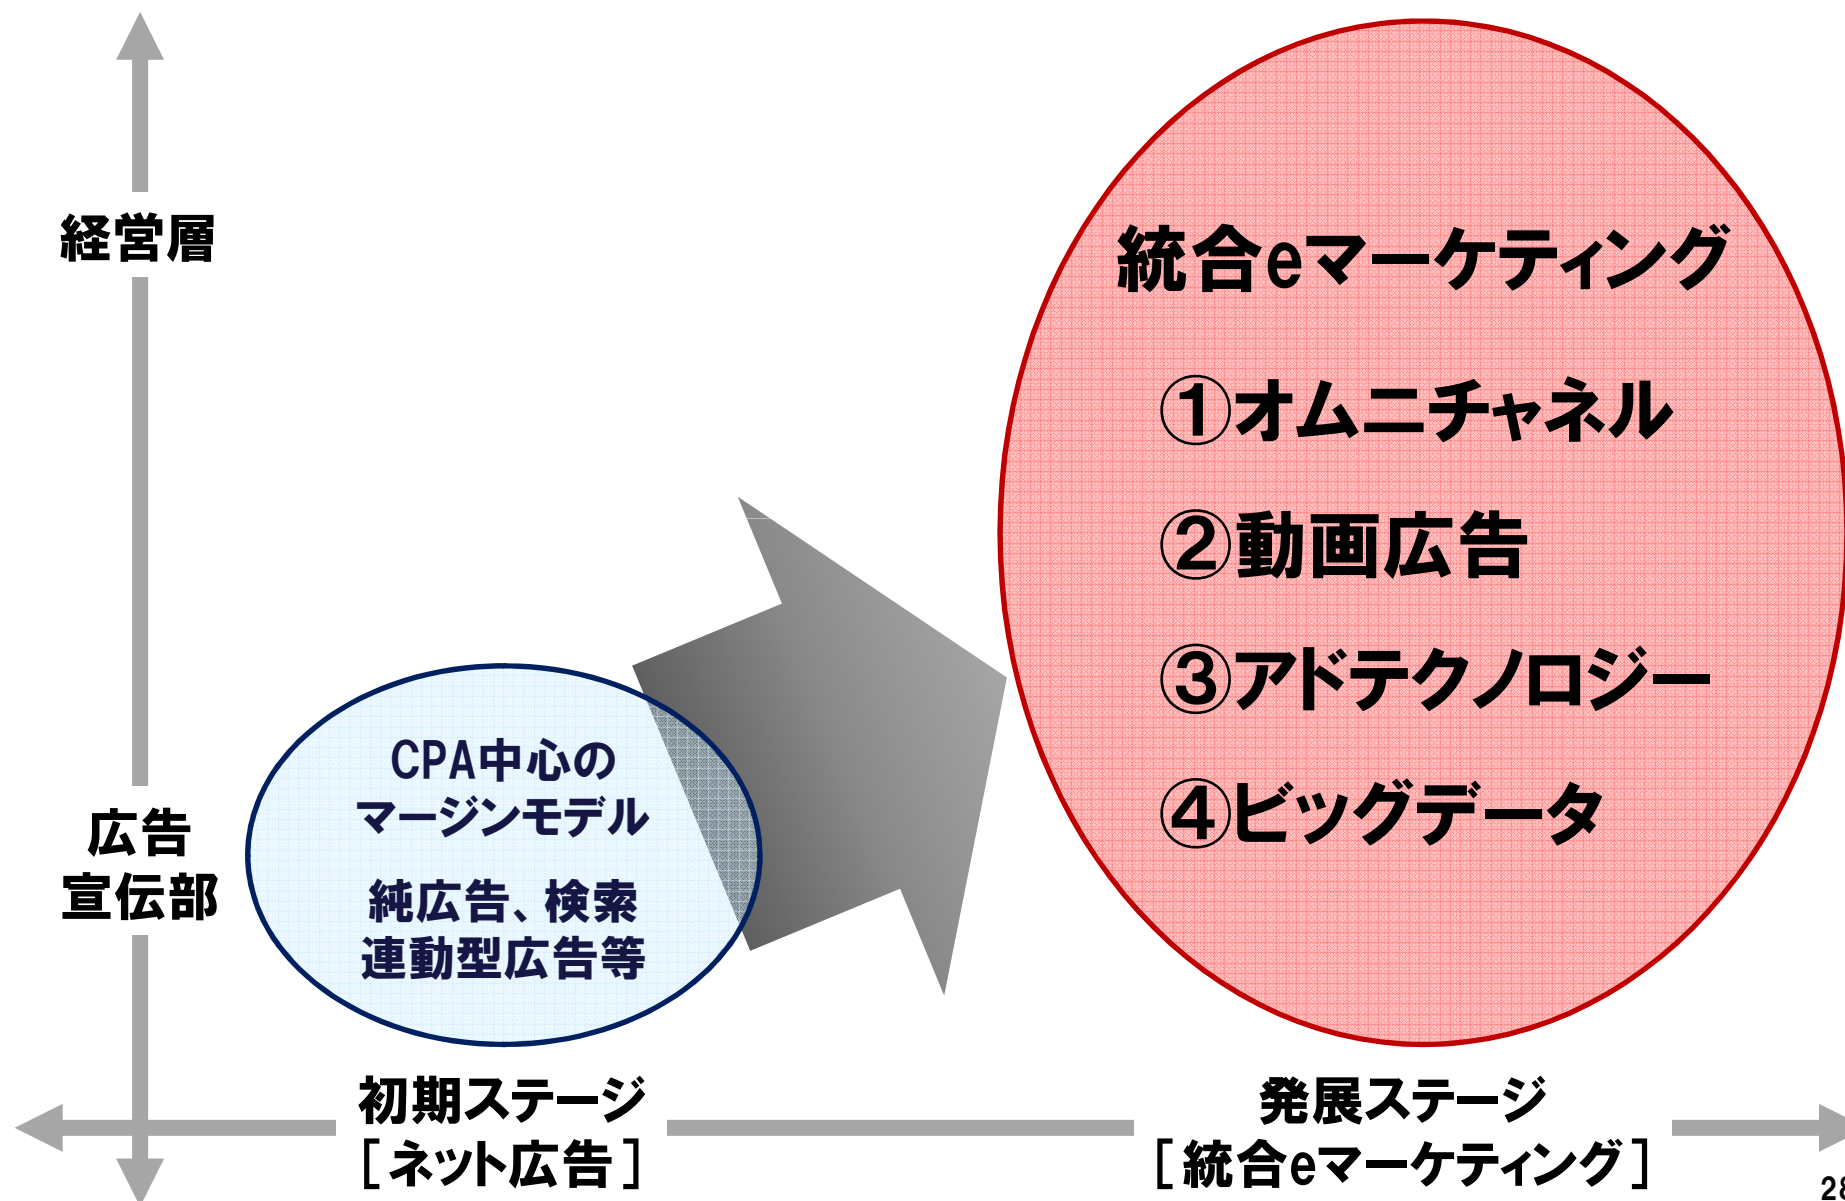 経営層
統合eマーケティング
①オムニチャネル
②動画広告
③アドテクノロジー
④ビッグデータ
CPA中心の
マージンモデル
純広告、検索
連動型広告等
広告
宣伝部
初期ステージ
[ネット広告]
発展ステージ
[統合eマーケティング]